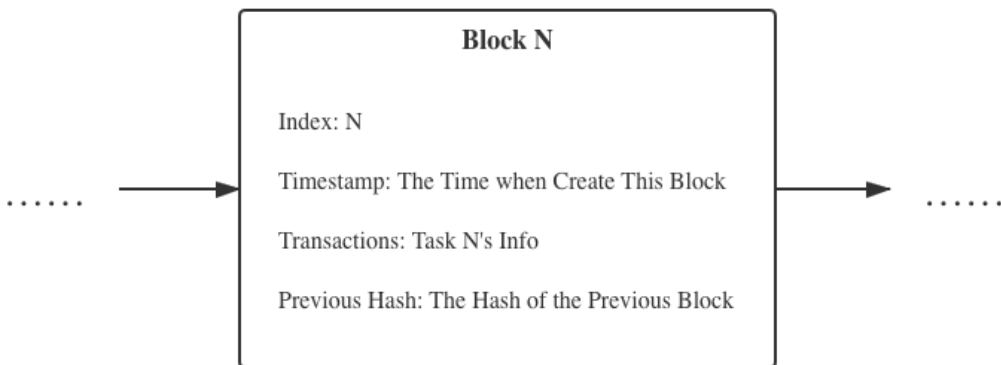 Block N
Index: N
Timestamp: The Time when Create This Block
......
......
Transactions: Task N's Info
Previous Hash: The Hash of the Previous Block